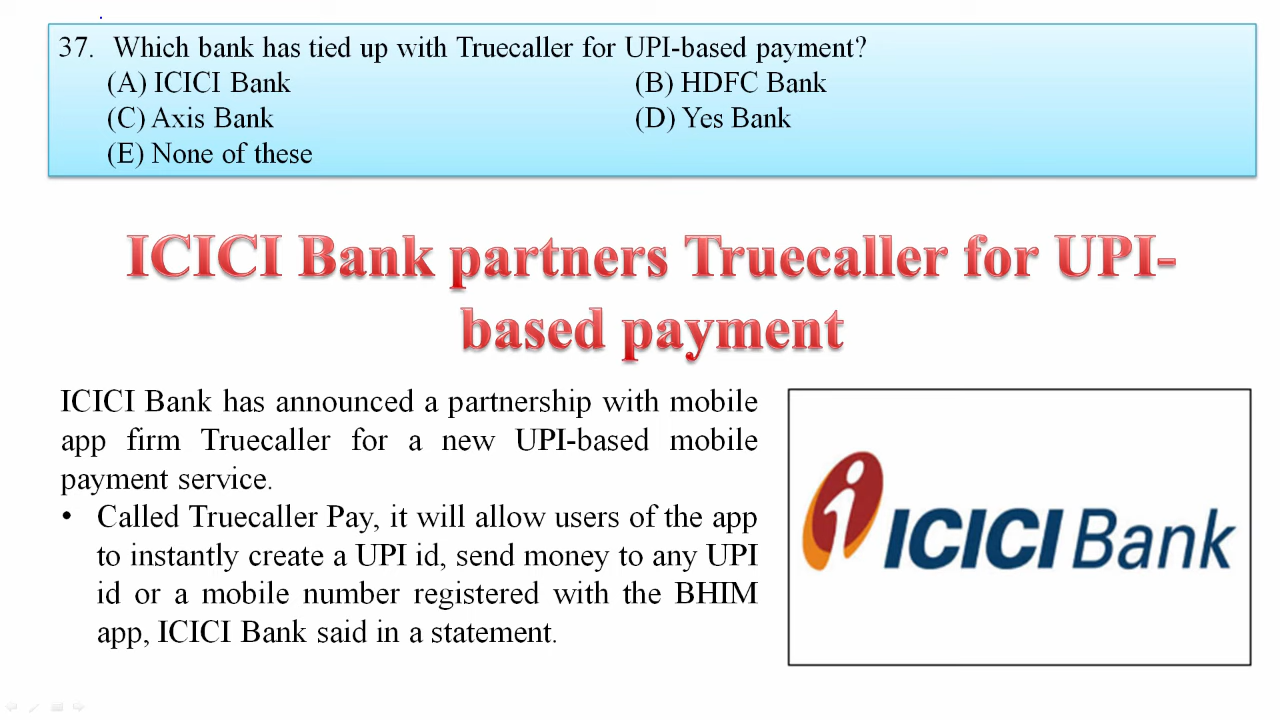 37. Which bank has tied up with Truecaller for UPI-based payment?
(A) ICICI Bank (B) HDFC Bank
(C) Axis Bank (D) Yes Bank
(E) None of these
ICICI Bank partners Truecaller for UPI-
based payment
ICICI Bank has announced a partnership with mobile
app firm Truecaller for a new UPI-based mobile
payment service.
• Called Truecaller Pay, it will allow users of the app
to instantly create a UPI id, send money to any UPI
id or a mobile number registered with the BHIM
app, ICICI Bank said in a statement.
ICICI Bank